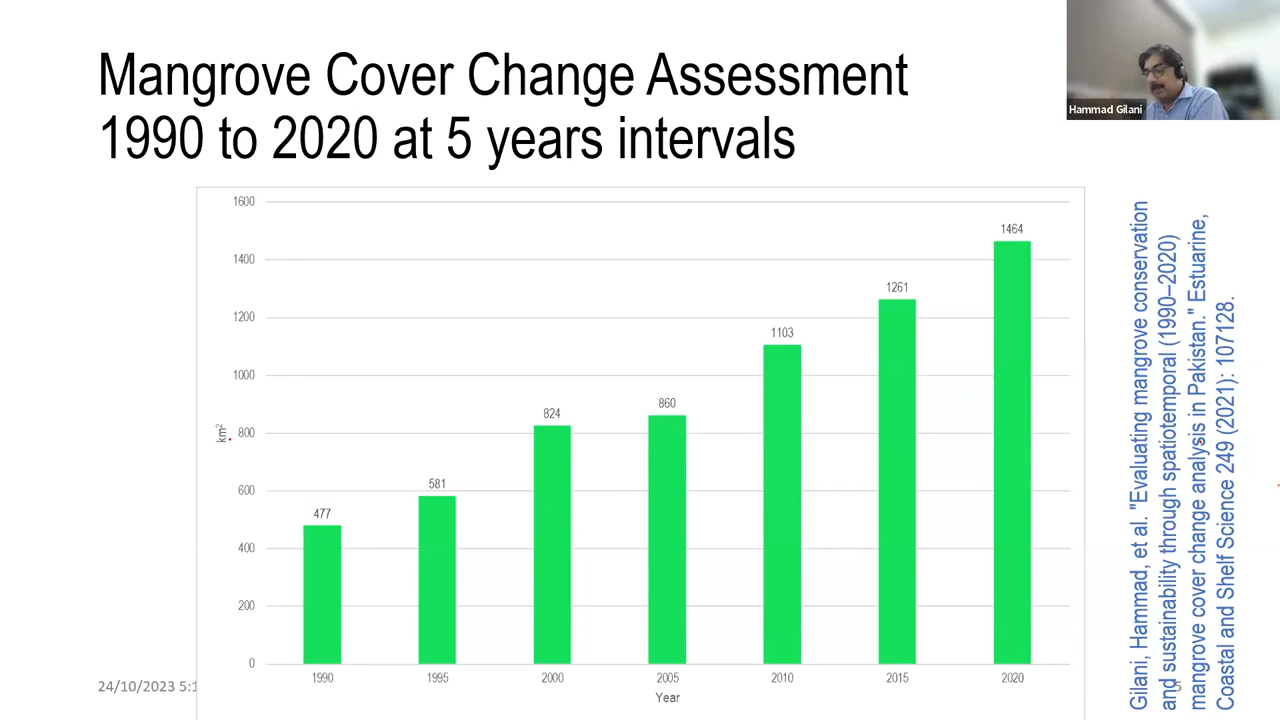 Mangrove Cover Change Assessment
1990 to 2020 at 5 years intervals
Hammad Gilani
1600
1400
1200
1000
800
600
400
200
0
km²
477
581
824
860
1103
1261
1464
1990
1995
2000
2005
2010
2015
2020
Year
Gilani, Hammad, et al. "Evaluating mangrove conservation
and sustainability through spatiotemporal (1990–2020)
mangrove cover change analysis in Pakistan." Estuarine,
Coastal and Shelf Science 249 (2021): 107128.
24/10/2023 5:1
5